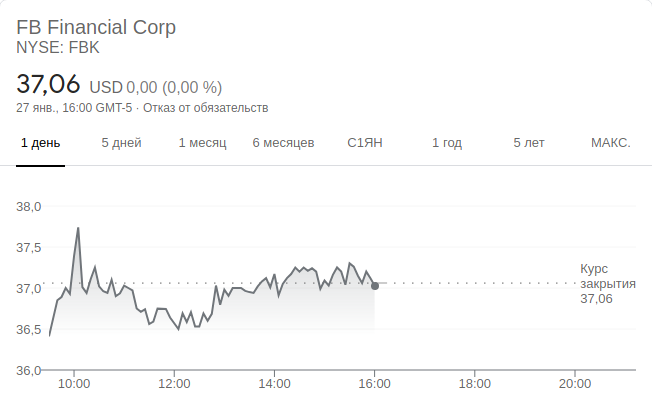 FB Financial Corp
NYSE: FBK
37,06 USD 0,00 (0,00 %)
27 янв., 16:00 GMT-5 · Отказ от обязательств
1 день 5 дней 1 месяц 6 месяцев С1ЯН 1 год 5 лет МАКС.
38,0
37,5
37,0
36,5
36,0
Курс
закрытия
37,06
10:00 12:00 14:00 16:00 18:00 20:00